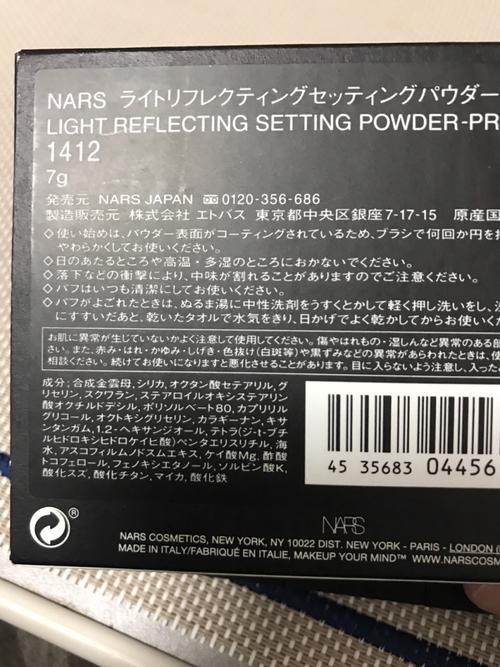 NARS ライトリフレクティングセッティングパウダー
LIGHT REFLECTING SETTING POWDER-PR
1412
7g
発売元 NARS JAPAN 0120-356-686
製造販売元 株式会社 エトバス 東京都中央区銀座7-17-15 原産国
◇使い始めは、パウダー表面がコーティングされているため、ブラシで何回か円を
やわらかくしてお使いください。
◇日のあたるところや高温・多湿のところにおかないでください。
◇落下などの衝撃により、中味が割れることがありますのでご注意ください。
◇パフはいつも清潔にしてお使いください。
◇パフがよごれたときは、ぬるま湯に中性洗剤をうすくとかして軽く押し洗いをし、
にすすいだあと、乾いたタオルで水気をきり、日かげでよく乾かしてからお使いくだ
お肌に異常が生じていないかよく注意して使用してください。傷やはれもの・湿しんなど異常のある部
さい。また、赤み・はれ・かゆみ・しげき・色抜け(白斑等)や黒ずみなどの異常があらわれたときは、使
相談ください。続けてお使いになりますと悪化させることがあります。目に入らないよう注意し、入っ
成分:合成金雲母,シリカ,オクタン酸セテアリル,グ
リセリン,スクワラン,ステアロイルオキシステアリン
酸オクチルドデシル,ポリソルベート80,カプリリル
グリコール,オクトキシグリセリン,カラギーナン,キサ
ンタンガム,1,2-ヘキサンジオール,テトラ(ジ-t-ブチ
ルヒドロキシヒドロケイヒ酸)ペンタエリスリチル,海
水,アスコフィルムノドスムエキス,ケイ酸Mg,酢酸
トコフェロール,フェノキシエタノール,ソルビン酸K,
酸化スズ,酸化チタン,マイカ,酸化鉄
45 35683 04456
®
NARS
NARS COSMETICS, NEW YORK, NY 10022 DIST. NEW YORK - PARIS - LONDON
MADE IN ITALY/FABRIQUÉ EN ITALIE, MAKEUP YOUR MIND™ WWW.NARSCOSM